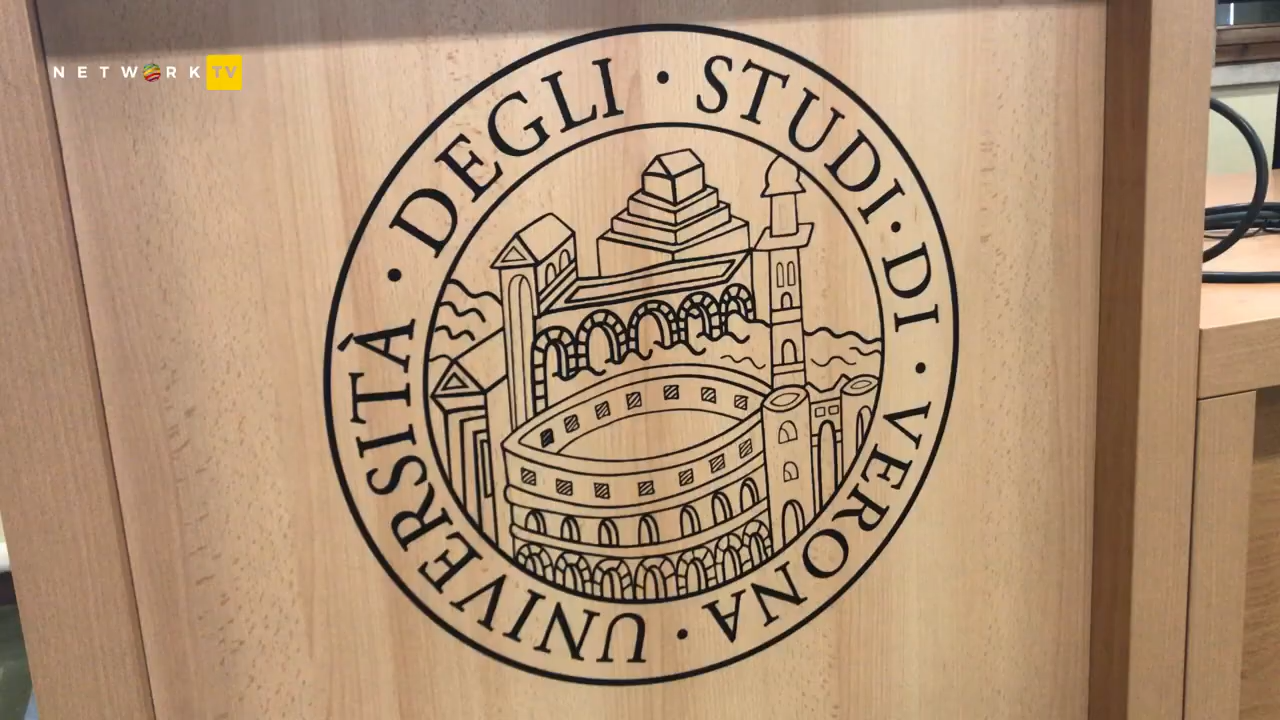 NETWORK TV
UNIVERSITÀ · DEGLI · STUDI · DI · VERONA ·